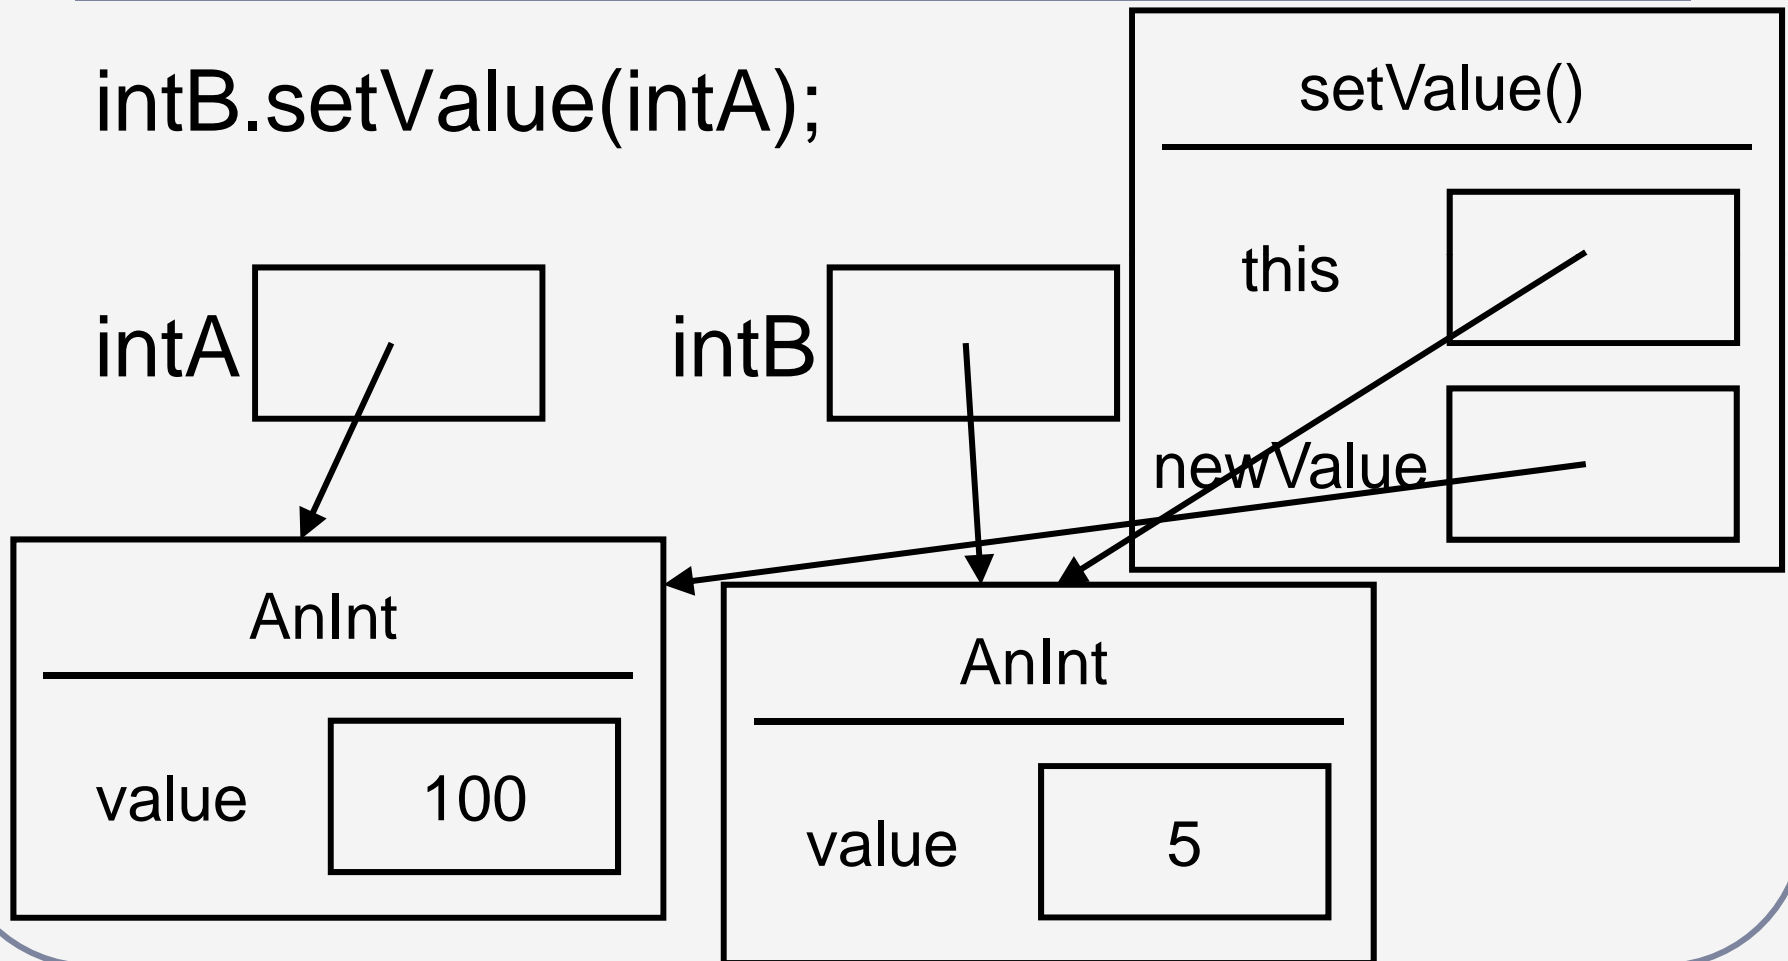 intB.setValue(intA);
setValue()
this
intA
intB
newValue
AnInt
value 100
AnInt
value 5